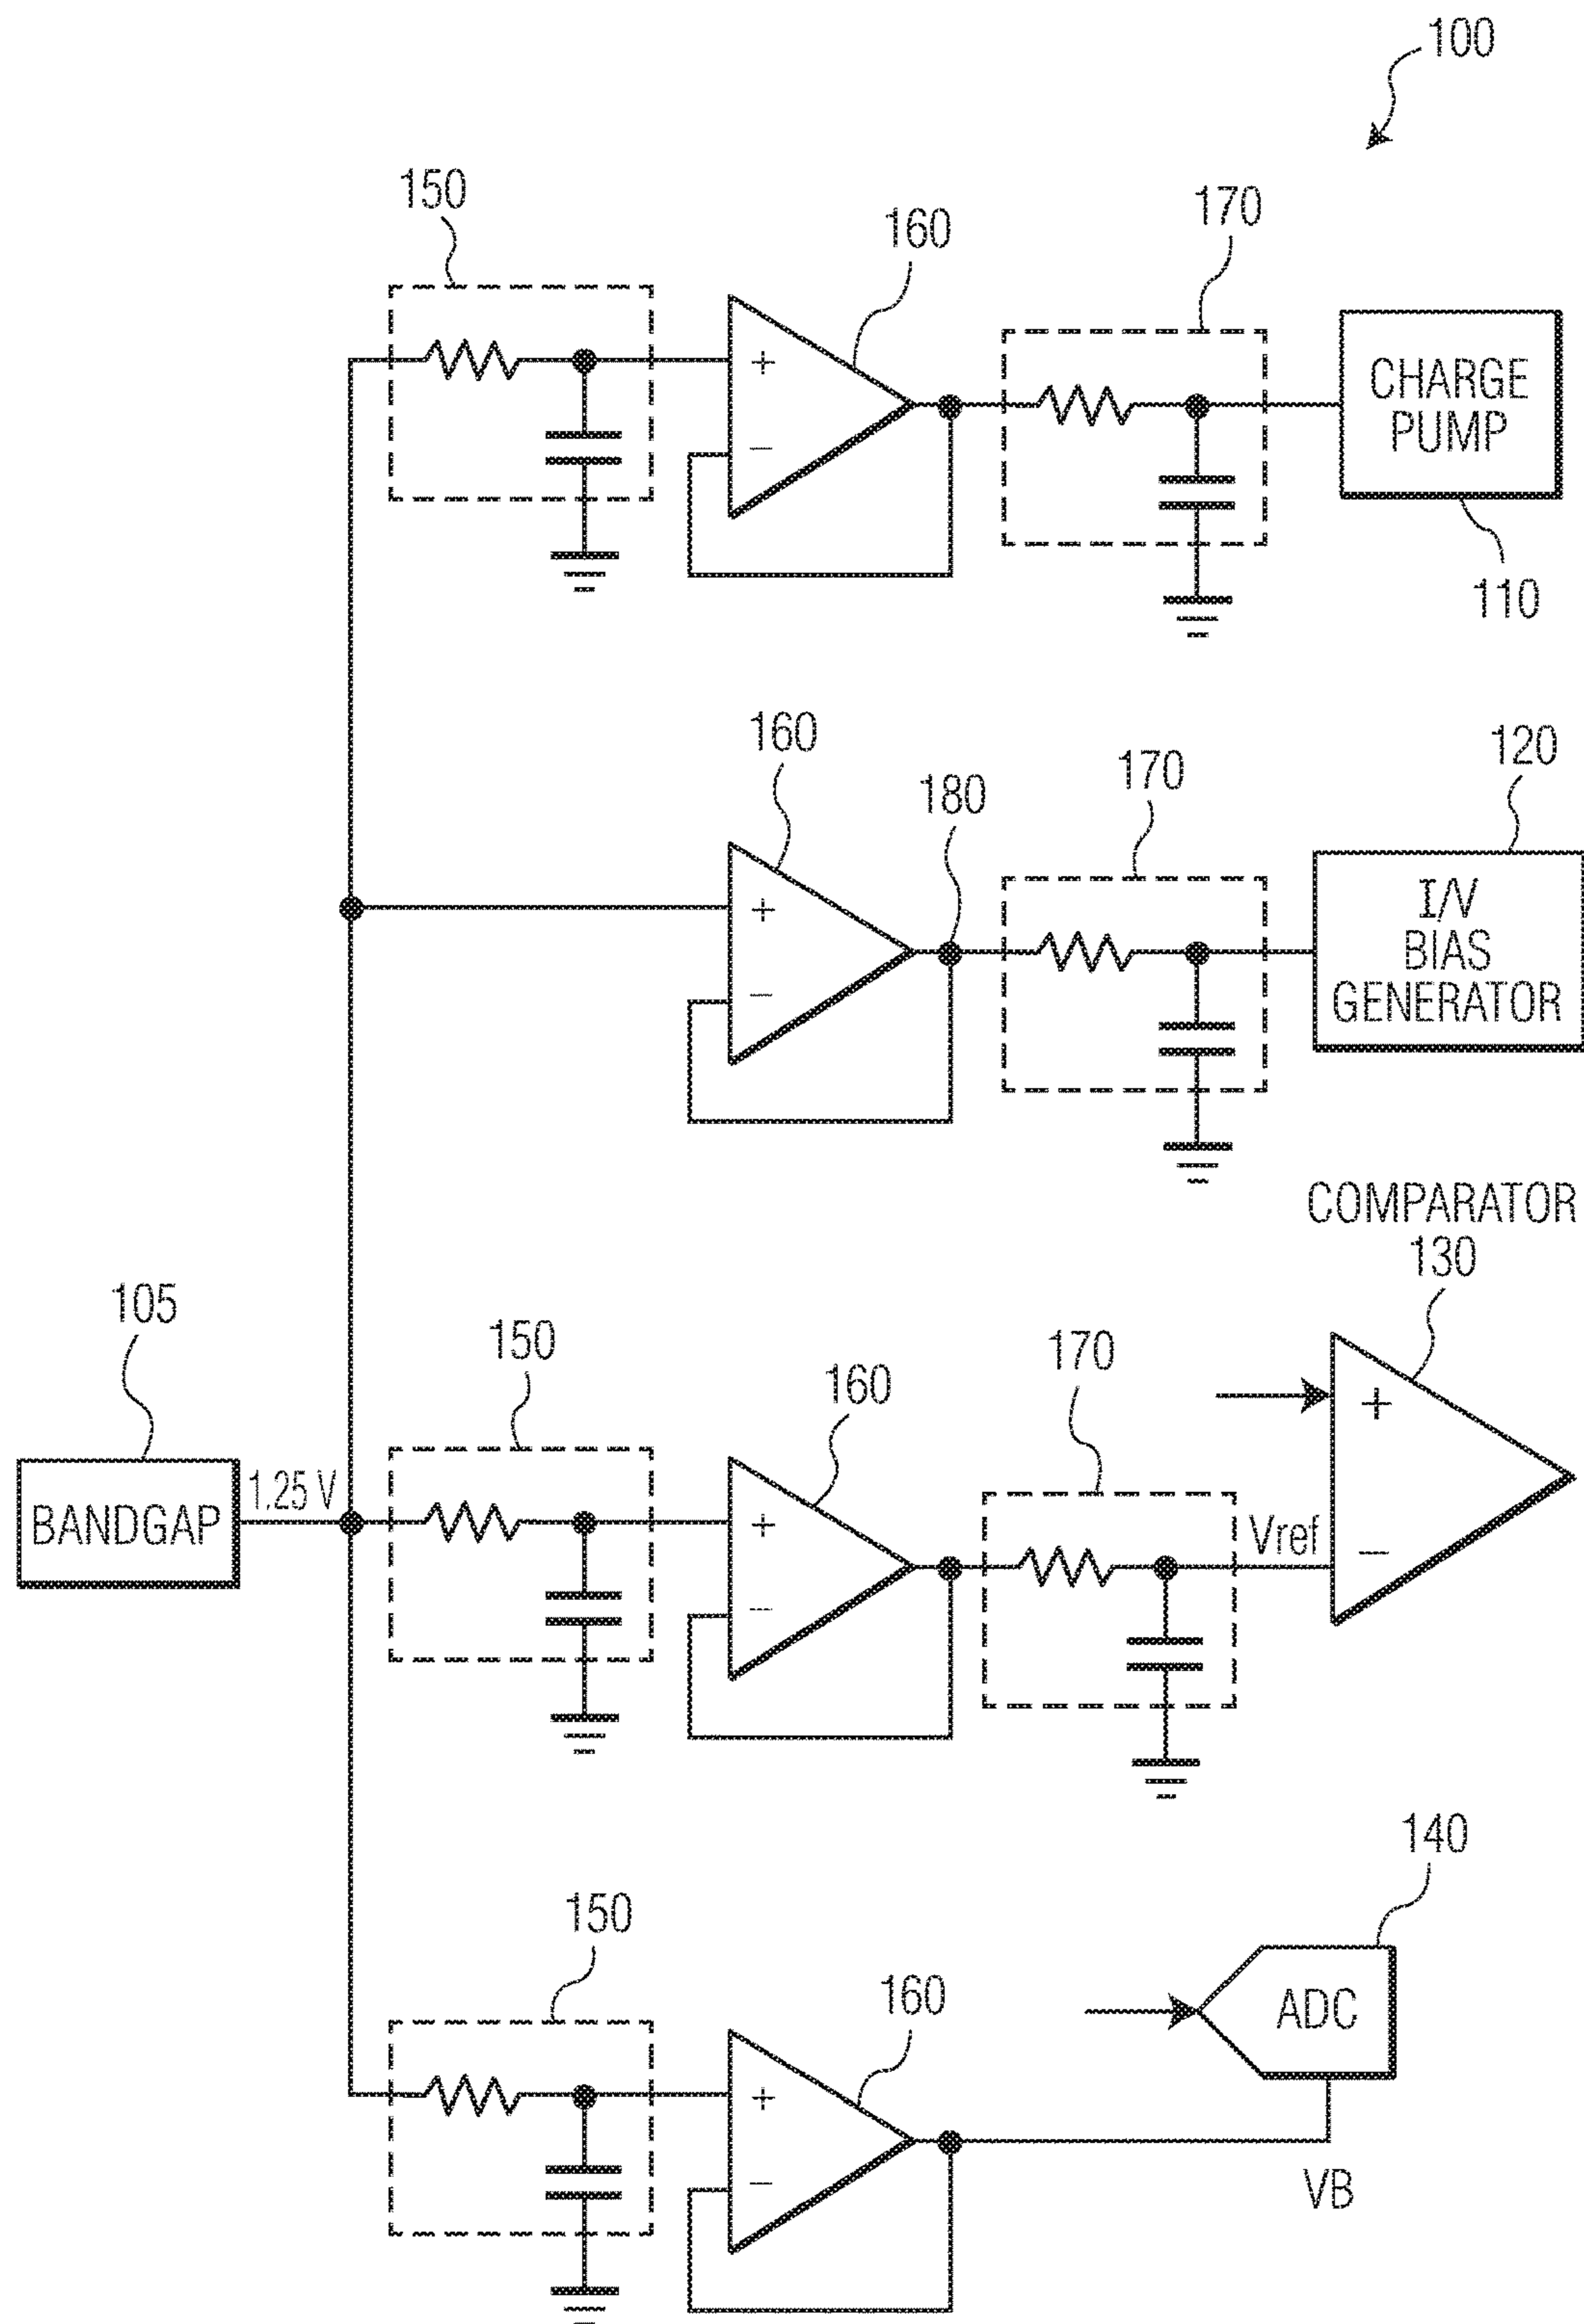 100
150
160
170
+
−
CHARGE
PUMP
110
160
180
170
120
+
−
I/V
BIAS
GENERATOR
COMPARATOR
130
105
150
160
170
+
−
BANDGAP
1.25 V
+
−
Vref
140
150
160
ADC
+
−
VB